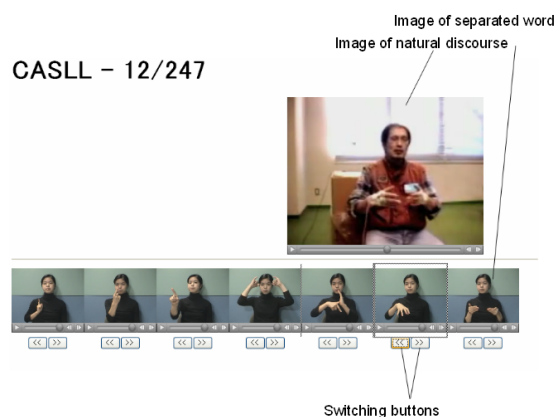 Image of separated word
Image of natural discourse
CASLL - 12/247
<< >> << >> << >> << >> << >> << >> << >>
Switching buttons